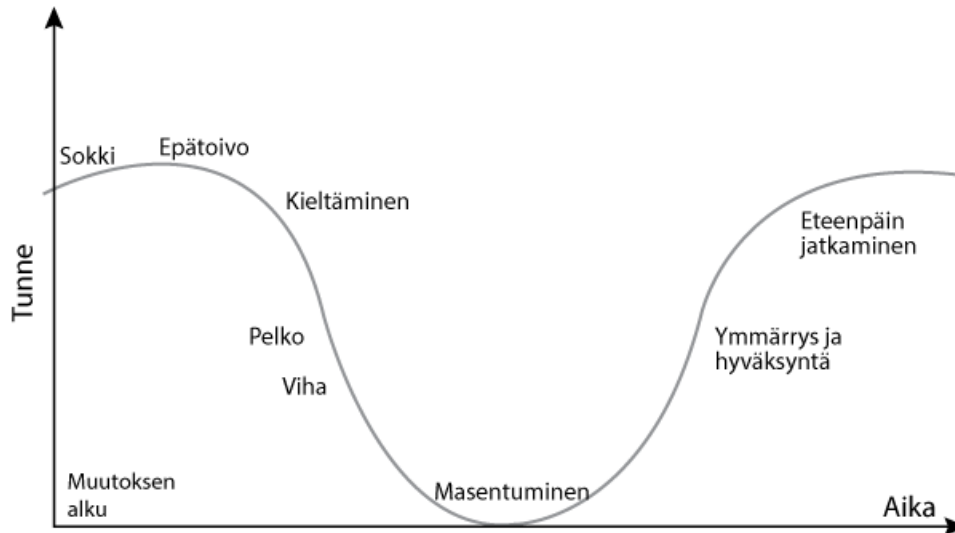 Sokki
Epätoivo
Kieltäminen
Eteenpäin
jatkaminen
Tunne
Pelko
Ymmärrys ja
hyväksyntä
Viha
Muutoksen
alku
Masentuminen
Aika